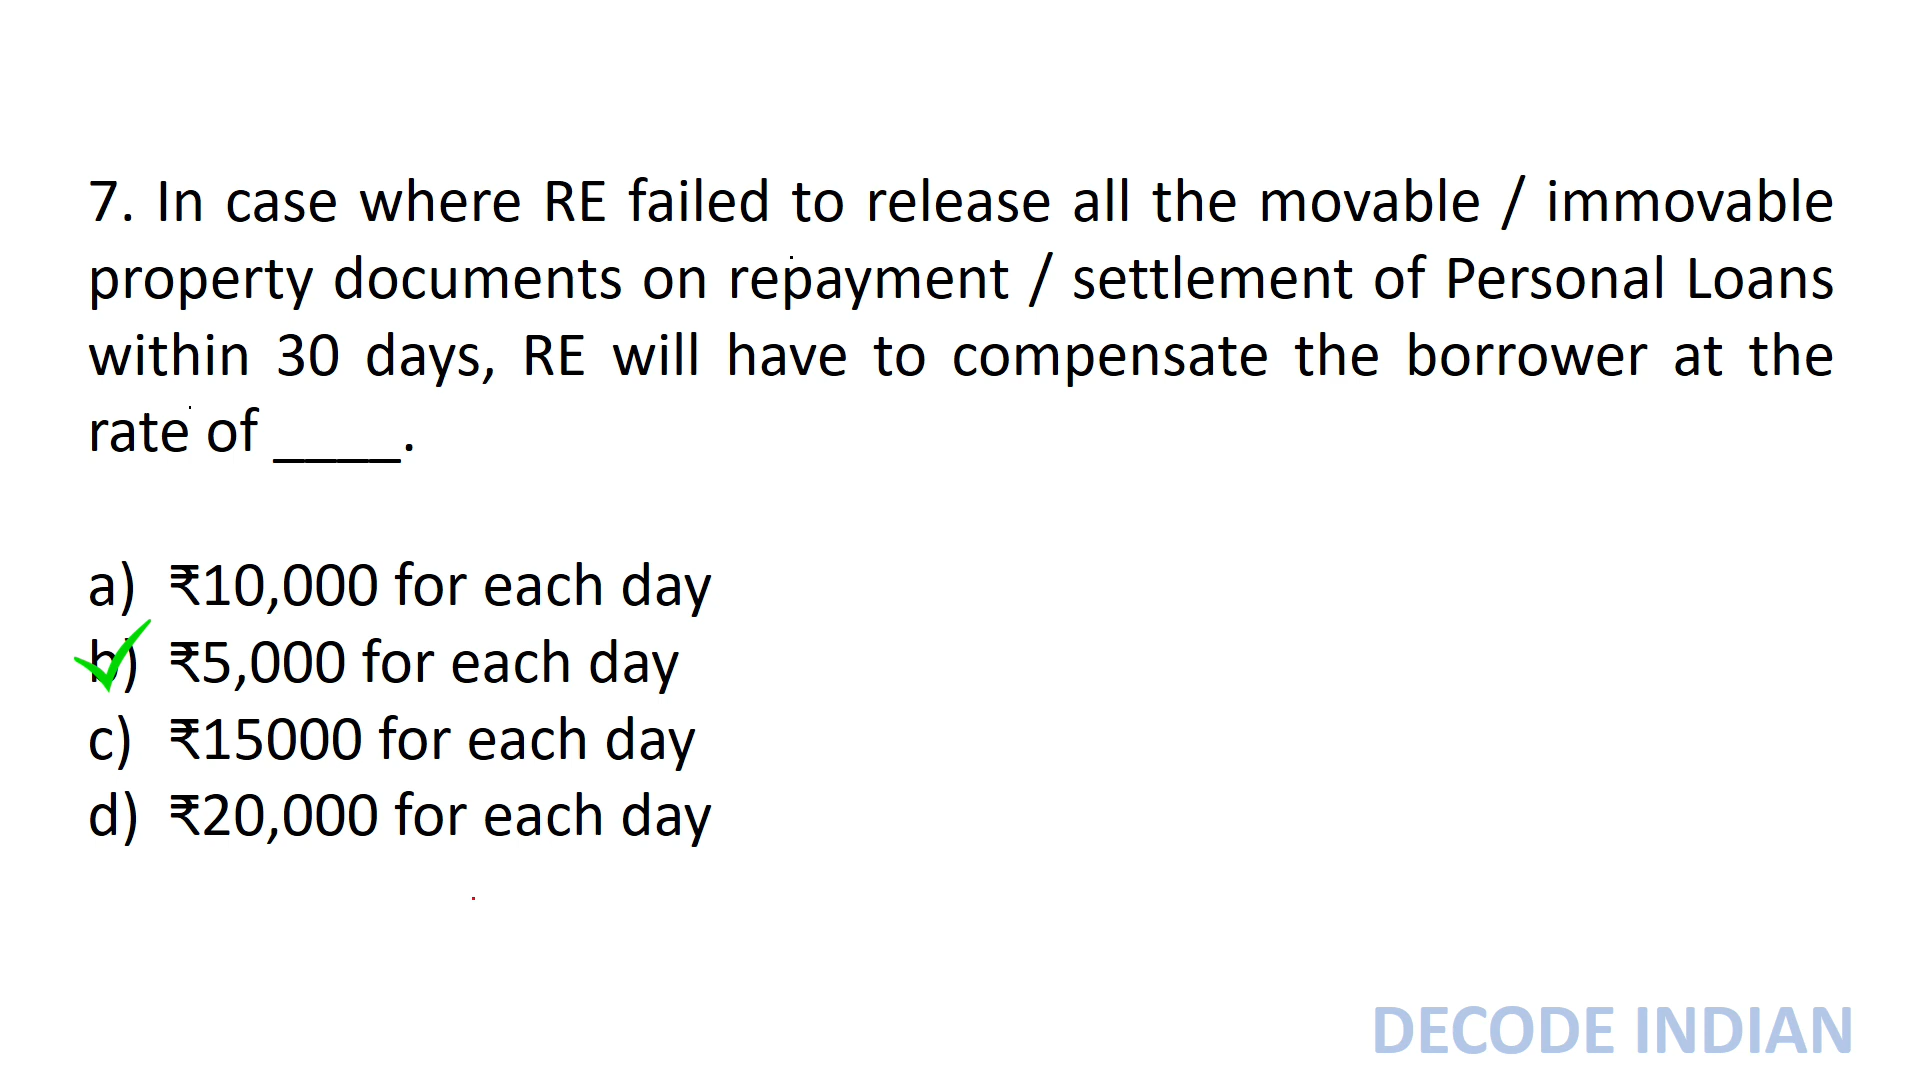 7. In case where RE failed to release all the movable / immovable
property documents on repayment / settlement of Personal Loans
within 30 days, RE will have to compensate the borrower at the
rate of ____.
a) ₹10,000 for each day
b) ₹5,000 for each day
c) ₹15000 for each day
d) ₹20,000 for each day
DECODE INDIAN